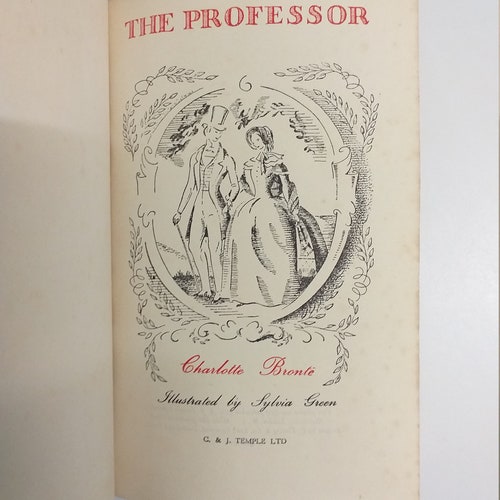 THE PROFESSOR
Charlotte Brontë
Illustrated by Sylvia Green
C. & J. TEMPLE LTD